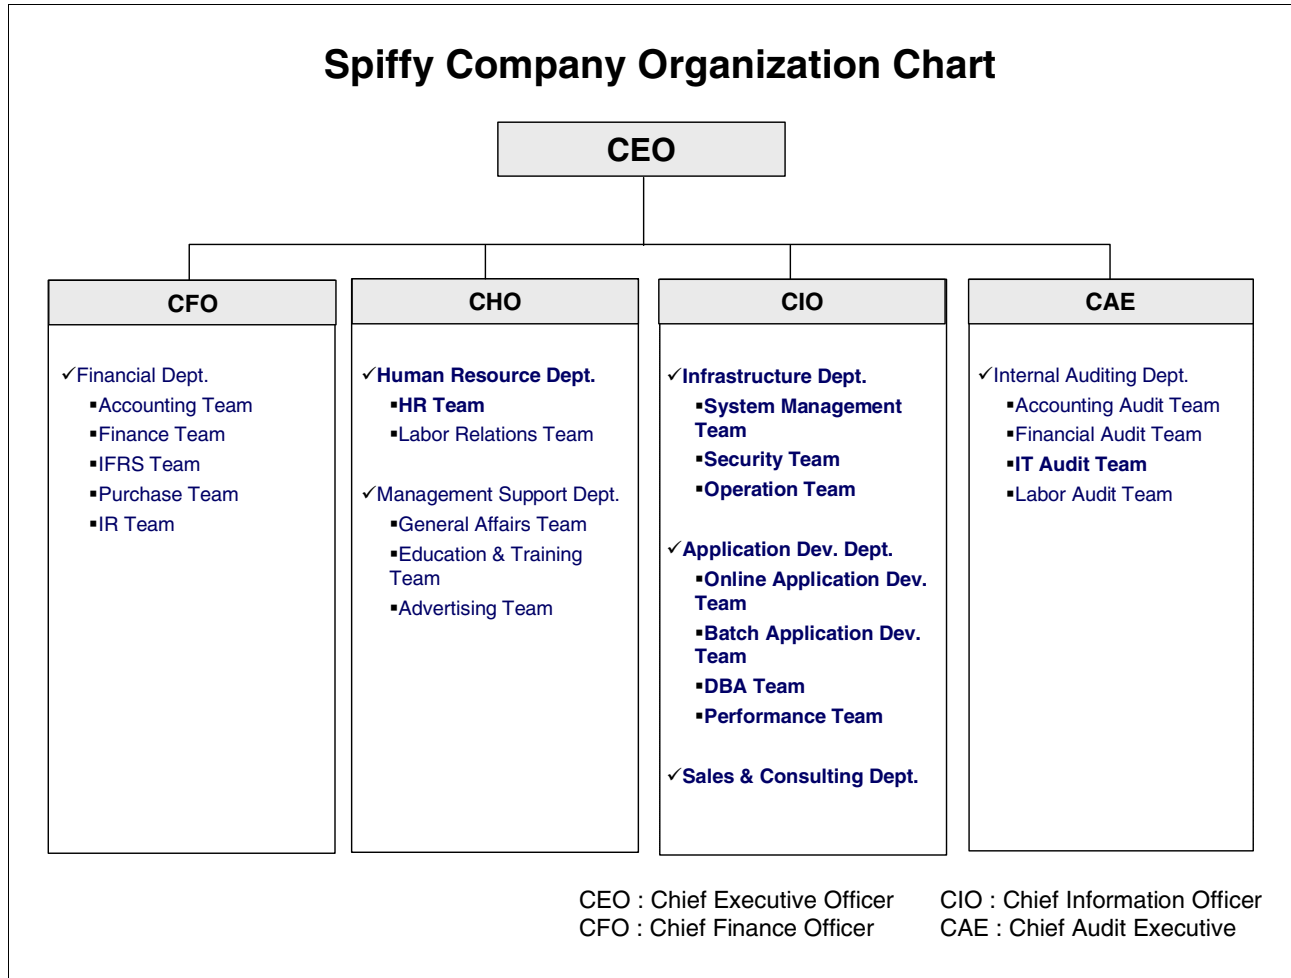 Spiffy Company Organization Chart
CEO
CFO
✓Financial Dept.
▪Accounting Team
▪Finance Team
▪IFRS Team
▪Purchase Team
▪IR Team
CHO
✓Human Resource Dept.
▪HR Team
▪Labor Relations Team
✓Management Support Dept.
▪General Affairs Team
▪Education & Training
Team
▪Advertising Team
CIO
✓Infrastructure Dept.
▪System Management
Team
▪Security Team
▪Operation Team
✓Application Dev. Dept.
▪Online Application Dev.
Team
▪Batch Application Dev.
Team
▪DBA Team
▪Performance Team
✓Sales & Consulting Dept.
CAE
✓Internal Auditing Dept.
▪Accounting Audit Team
▪Financial Audit Team
▪IT Audit Team
▪Labor Audit Team
CEO : Chief Executive Officer
CFO : Chief Finance Officer
CIO : Chief Information Officer
CAE : Chief Audit Executive